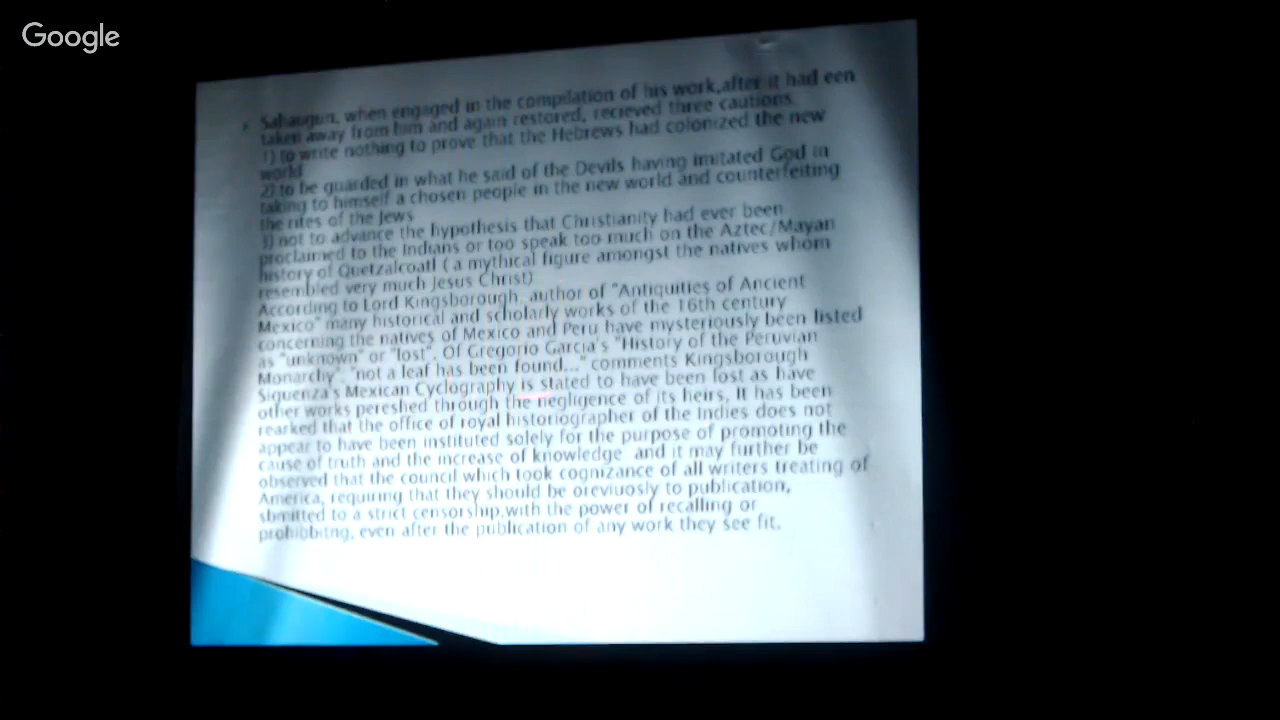 Google
Sahaugun, when engaged in the compilation of his work,after it had een
taken away from him and again restored, recieved three cautions.
1) to write nothing to prove that the Hebrews had colonized the new
world
2) to be guarded in what he said of the Devils having imitated God in
taking to himself a chosen people in the new world and counterfeiting
the rites of the Jews
3) not to advance the hypothesis that Christianity had ever been
proclaimed to the Indians or too speak too much on the Aztec/Mayan
history of Quetzalcoatl ( a mythical figure amongst the natives whom
resembled very much Jesus Christ)
According to Lord Kingsborough, author of "Antiquities of Ancient
Mexico" many historical and scholarly works of the 16th century
concerning the natives of Mexico and Peru have mysteriously been listed
as "unknown" or "lost". Of Gregorio Garcia's "History of the Peruvian
Monarchy", "not a leaf has been found..." comments Kingsborough
Siguenza's Mexican Cyclography is stated to have been lost as have
other works pereshed through the negligence of its heirs, It has been
rearked that the office of royal historiographer of the Indies does not
appear to have been instituted solely for the purpose of promoting the
cause of truth and the increase of knowledge and it may further be
observed that the council which took cognizance of all writers treating of
America, requiring that they should be oreviuosly to publication,
sbmitted to a strict censorship,with the power of recalling or
prohibbitng, even after the publication of any work they see fit.